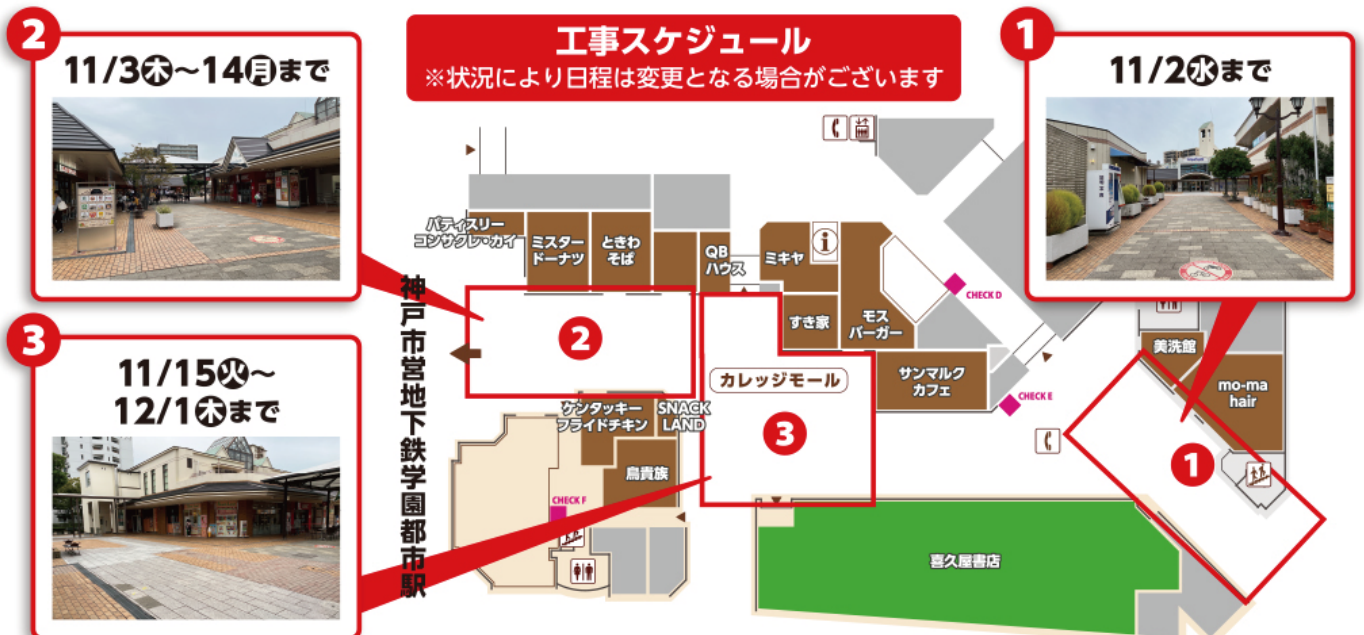 工事スケジュール
※状況により日程は変更となる場合がございます
1
11/2水まで
2
11/3木～14月まで
3
11/15火～
12/1木まで
パティスリー
コンサクレ・カイ
ミスター
ドーナツ
ときわ
そば
QB
ハウス
ミキヤ
i
すき家
モス
バーガー
サンマルク
カフェ
CHECK D
CHECK E
美洗館
mo-ma
hair
1
神戸市営地下鉄学園都市駅
2
カレッジモール
3
ケンタッキー
フライドチキン
SNACK
LAND
鳥貴族
CHECK F
喜久屋書店